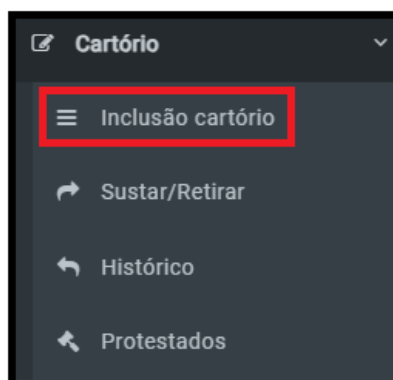 Cartório
Inclusão cartório
Sustar/Retirar
Histórico
Protestados